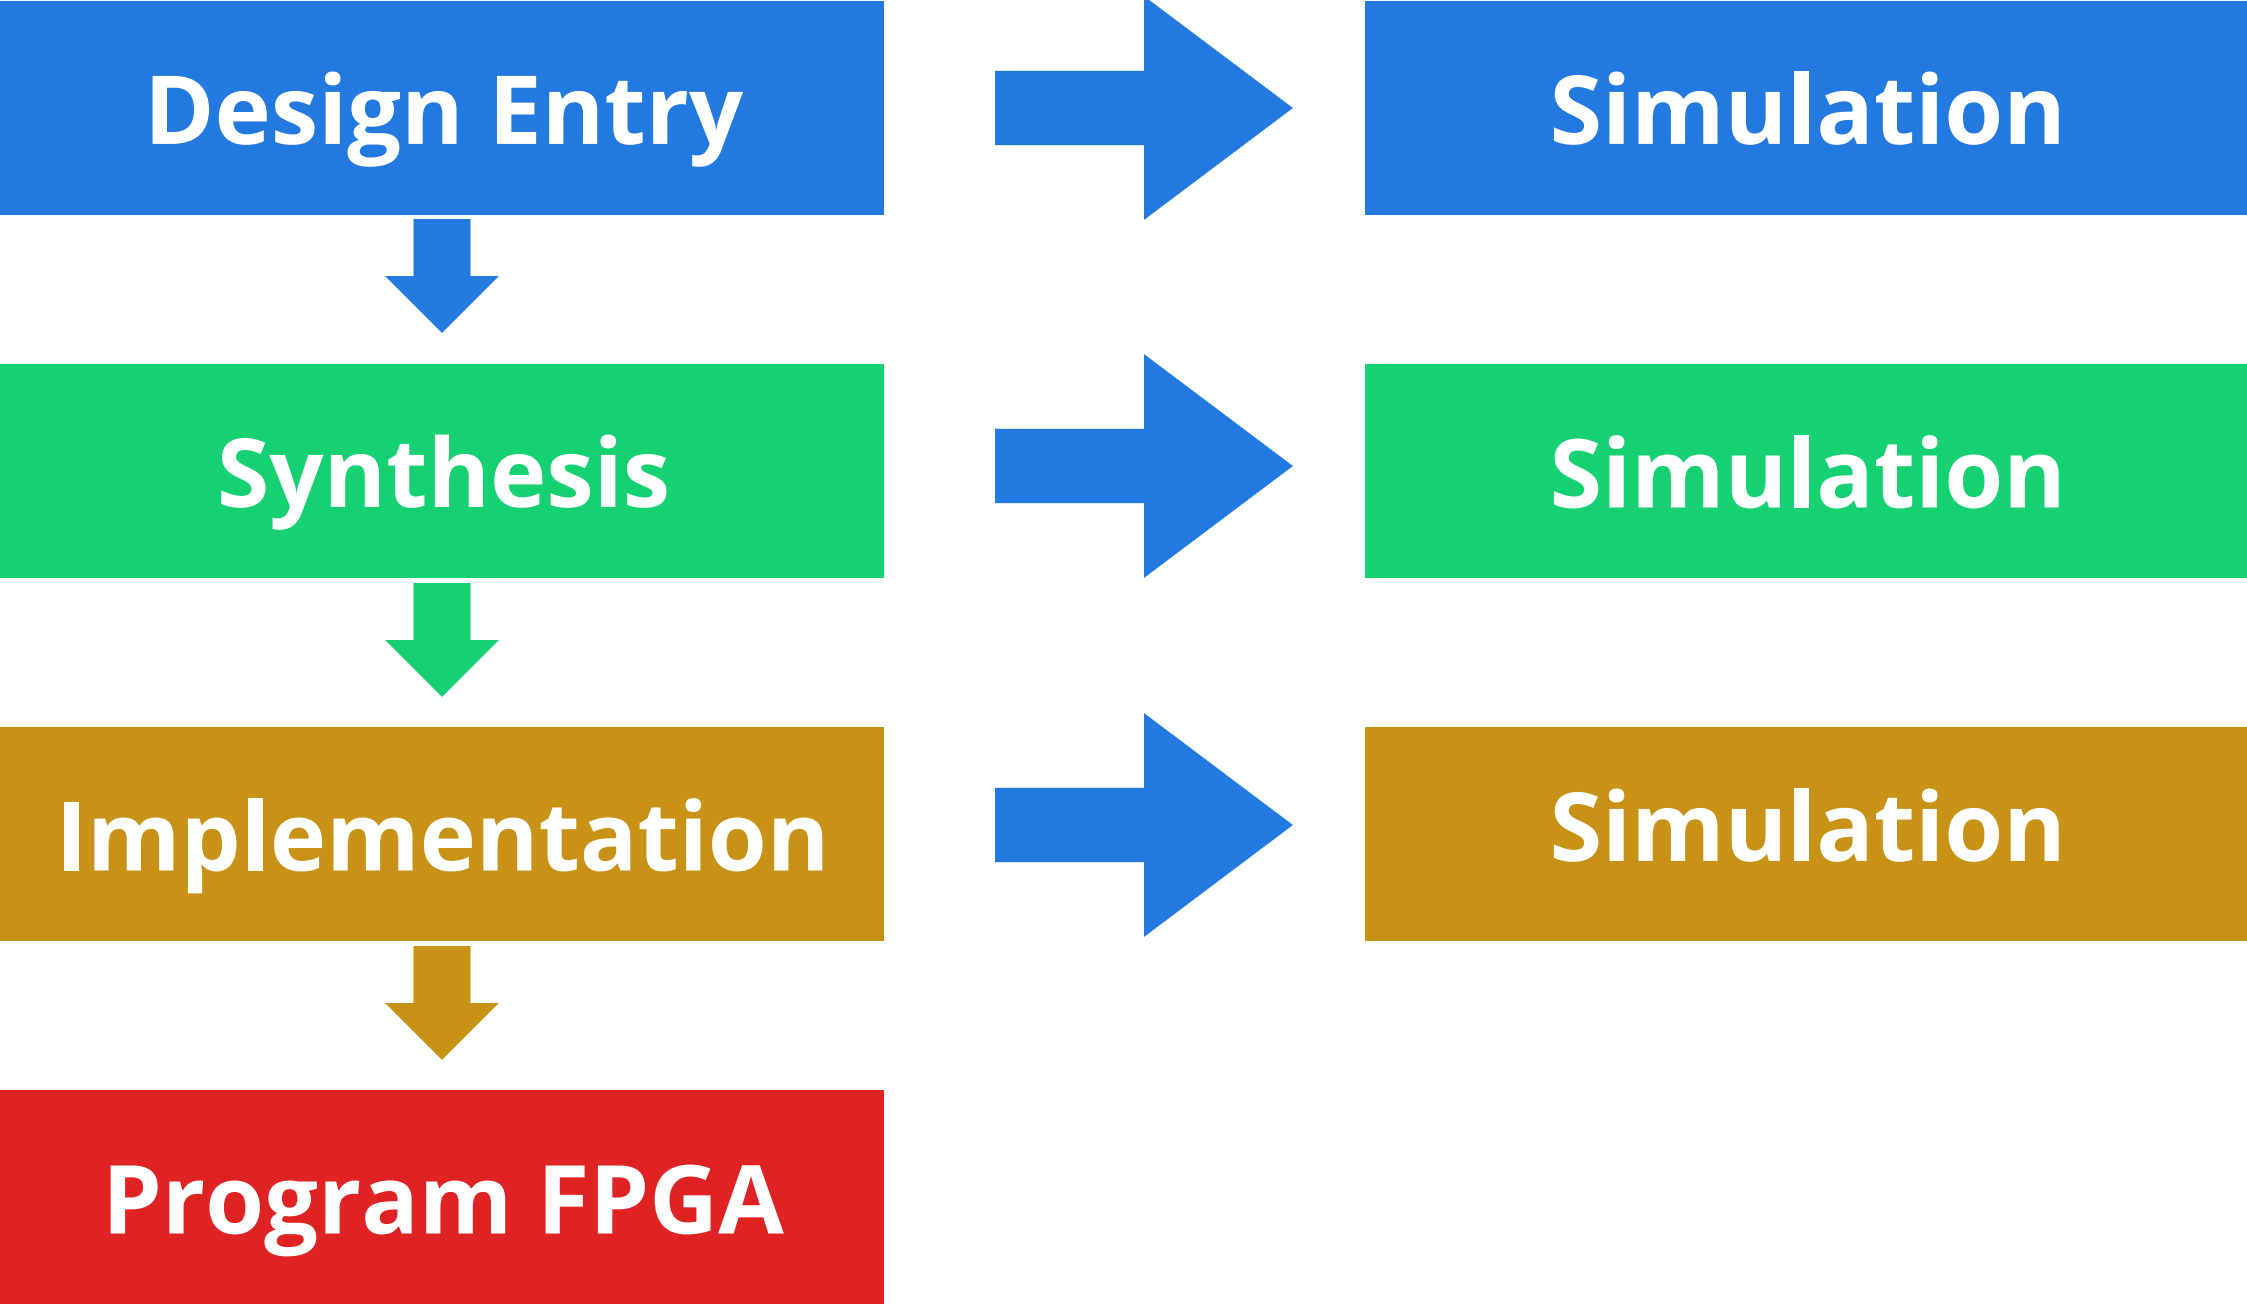 Design Entry
Simulation
Synthesis
Simulation
Implementation
Simulation
Program FPGA